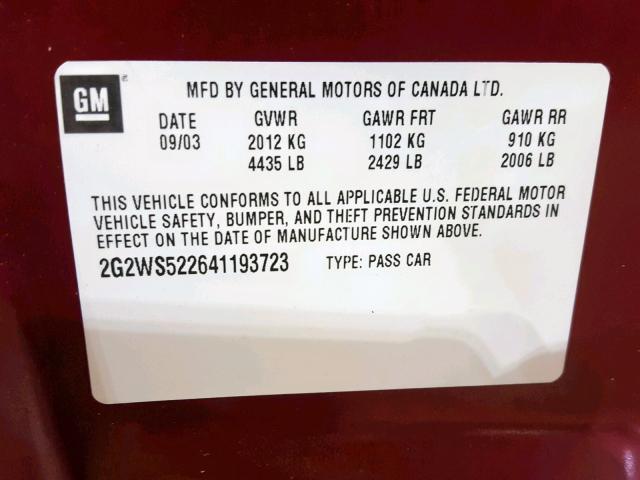 GM
MFD BY GENERAL MOTORS OF CANADA LTD.
DATE GVWR GAWR FRT GAWR RR
09/03 2012 KG 1102 KG 910 KG
4435 LB 2429 LB 2006 LB
THIS VEHICLE CONFORMS TO ALL APPLICABLE U.S. FEDERAL MOTOR
VEHICLE SAFETY, BUMPER, AND THEFT PREVENTION STANDARDS IN
EFFECT ON THE DATE OF MANUFACTURE SHOWN ABOVE.
2G2WS522641193723 TYPE: PASS CAR